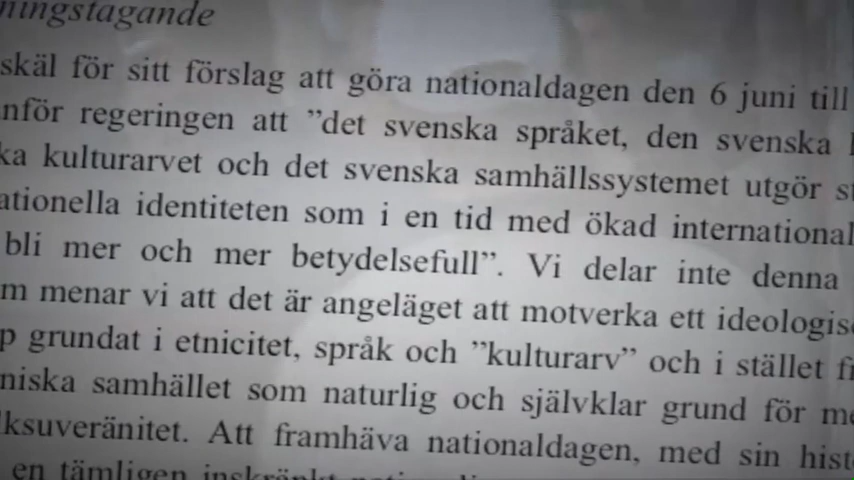 ningstagande
skäl för sitt förslag att göra nationaldagen den 6 juni till
nför regeringen att ”det svenska språket, den svenska
ka kulturarvet och det svenska samhällssystemet utgör
ationella identiteten som i en tid med ökad international
bli mer och mer betydelsefull”. Vi delar inte denna
m menar vi att det är angeläget att motverka ett ideologis
p grundat i etnicitet, språk och ”kulturarv” och i stället f
niska samhället som naturlig och självklar grund för m
ksuveränitet. Att framhäva nationaldagen, med sin hist
en tämligen inskränkt